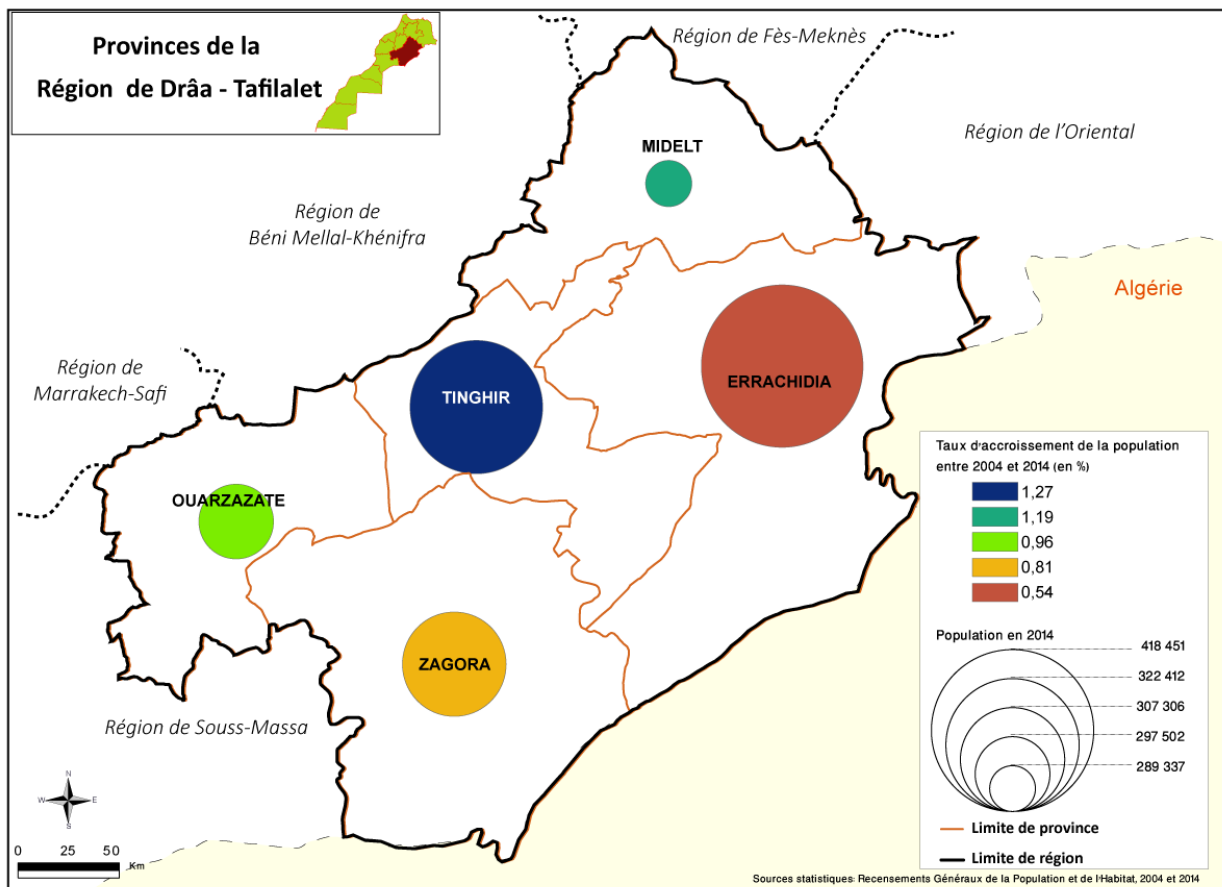 Provinces de la
Région de Drâa - Tafilalet
Région de Fès-Meknès
Région de l'Oriental
MIDELT
Région de
Béni Mellal-Khénifra
Algérie
Région de
Marrakech-Safi
TINGHIR
ERRACHIDIA
OUARZAZATE
ZAGORA
Région de Souss-Massa
Taux d'accroissement de la population
entre 2004 et 2014 (en %)
1,27
1,19
0,96
0,81
0,54
Population en 2014
418 451
322 412
307 306
297 502
289 337
Limite de province
Limite de région
N
W E
S
0 25 50
Km
Sources statistiques: Recensements Généraux de la Population et de l'Habitat, 2004 et 2014